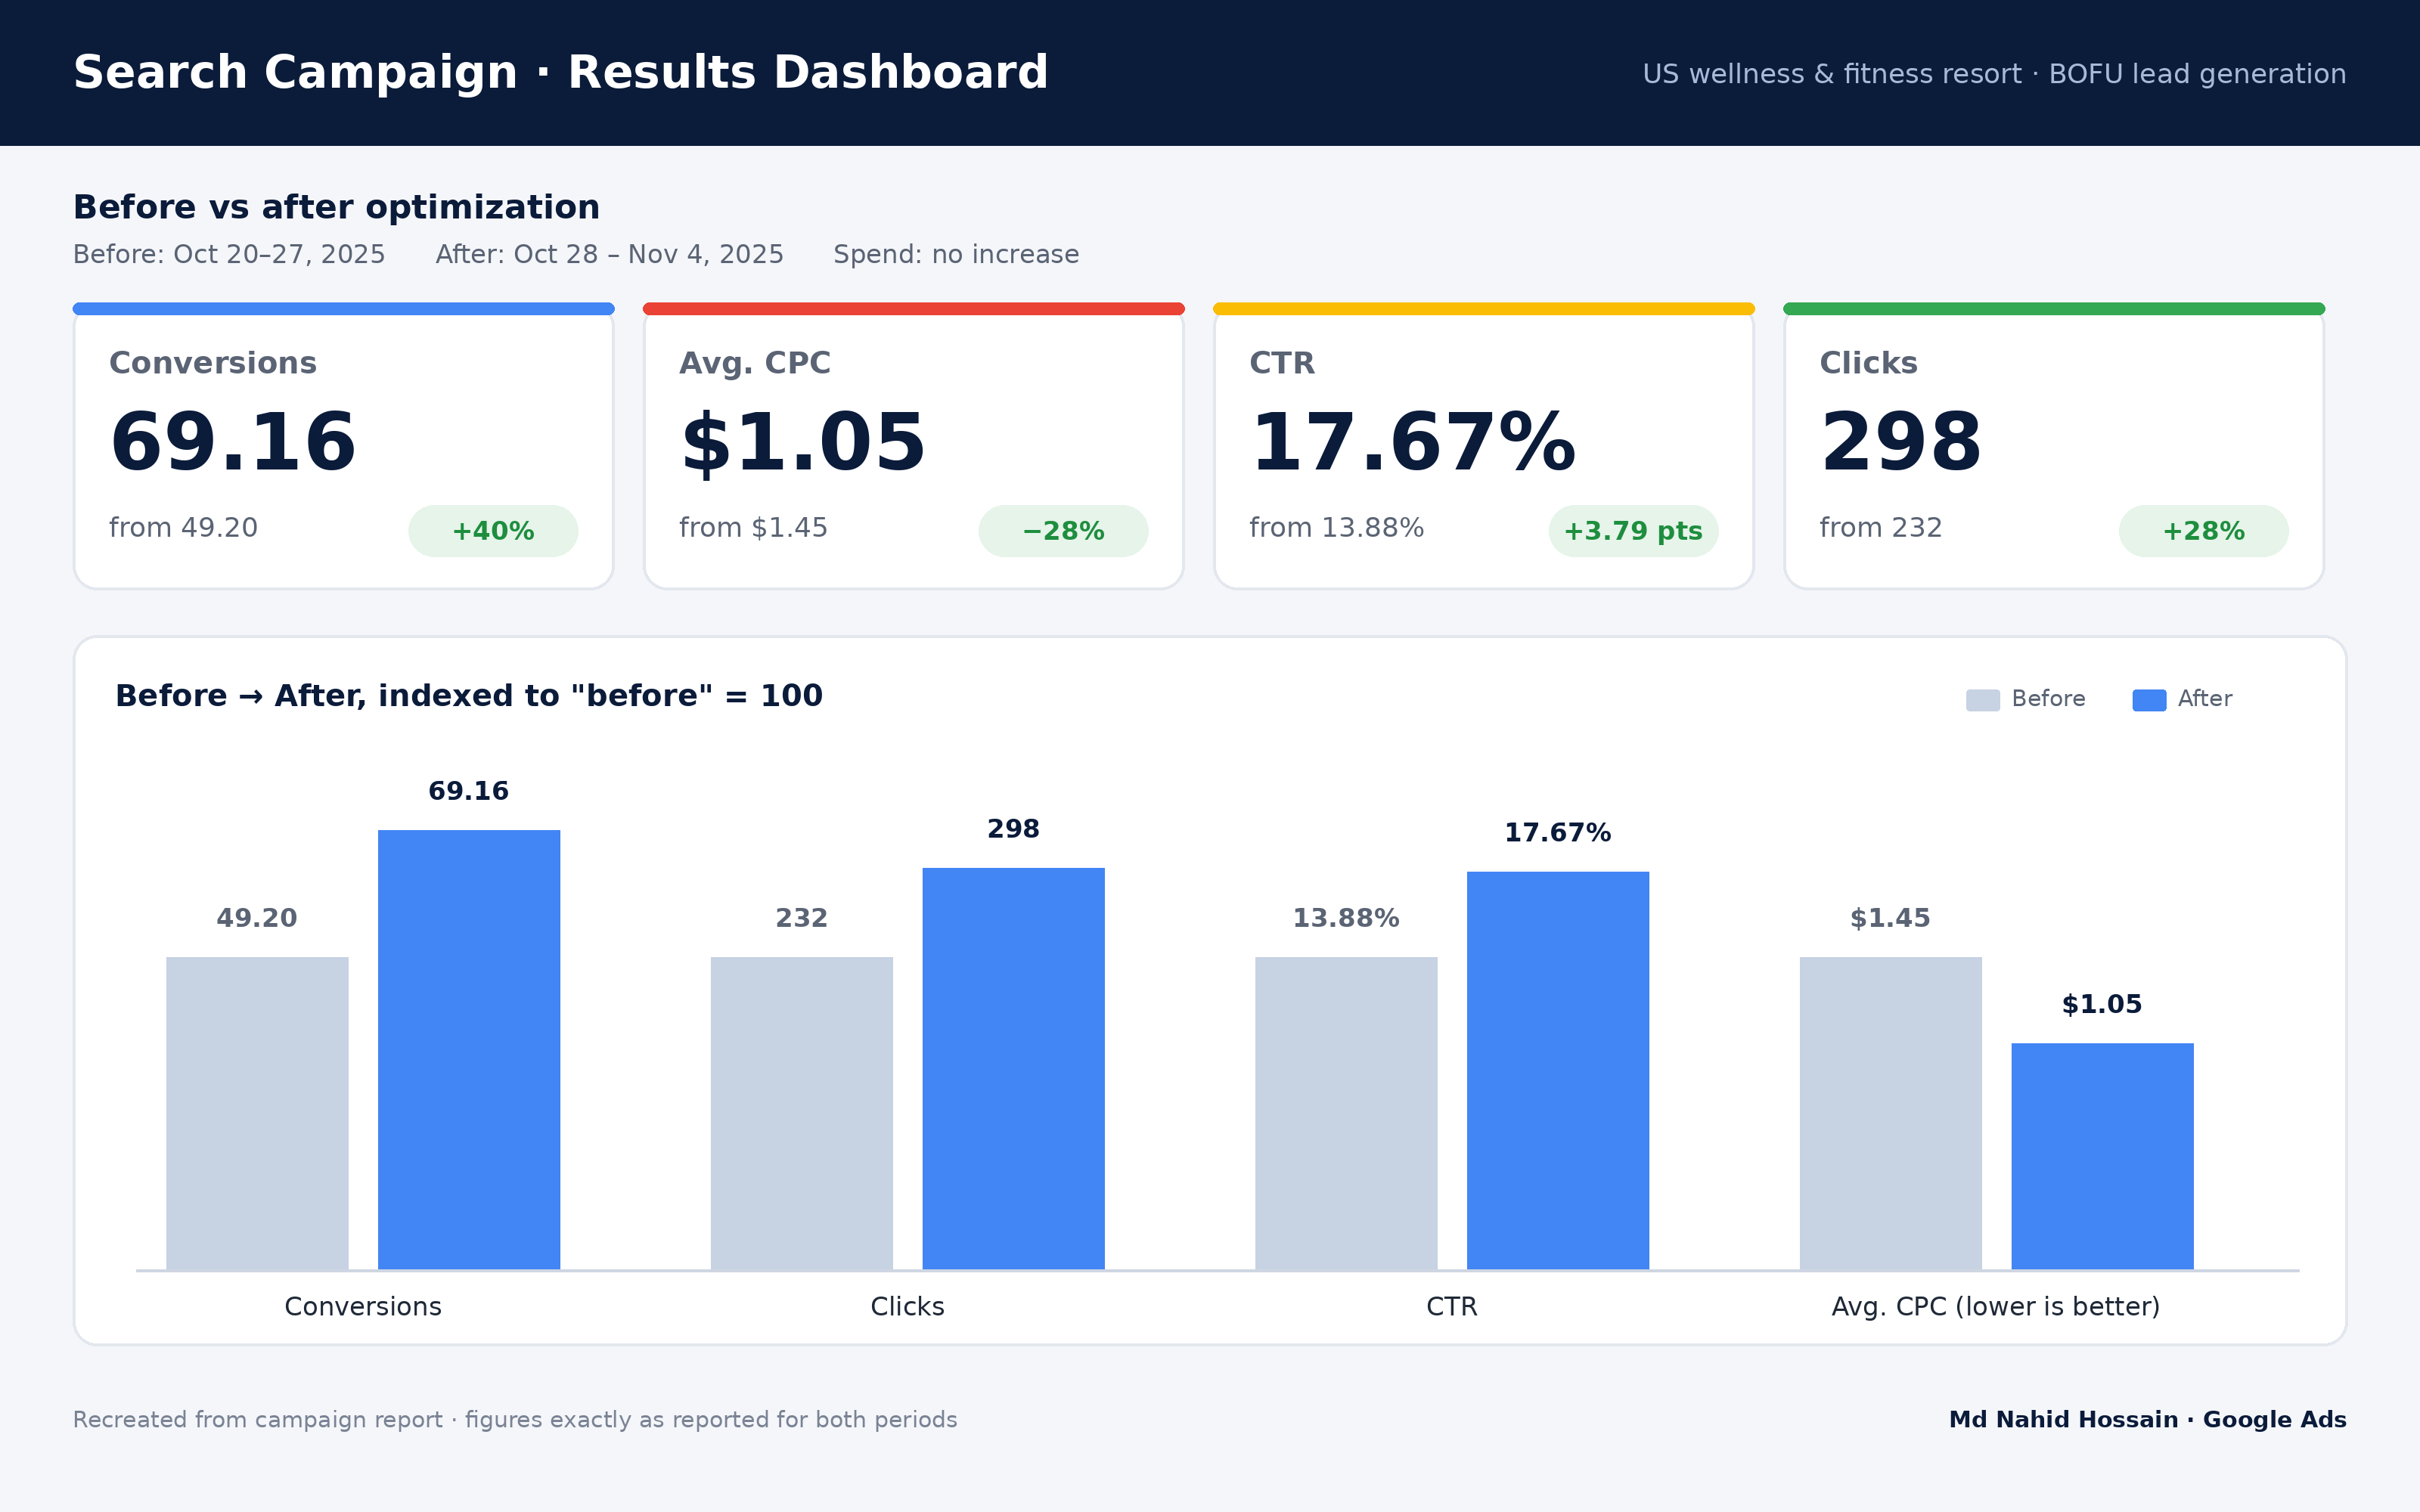 Search Campaign · Results Dashboard
US wellness & fitness resort · BOFU lead generation
Before vs after optimization
Before: Oct 20–27, 2025 After: Oct 28 – Nov 4, 2025 Spend: no increase
Conversions
69.16
from 49.20
+40%
Avg. CPC
$1.05
from $1.45
−28%
CTR
17.67%
from 13.88%
+3.79 pts
Clicks
298
from 232
+28%
Before → After, indexed to "before" = 100
Before
After
49.20
69.16
232
298
13.88%
17.67%
$1.45
$1.05
Conversions
Clicks
CTR
Avg. CPC (lower is better)
Recreated from campaign report · figures exactly as reported for both periods
Md Nahid Hossain · Google Ads